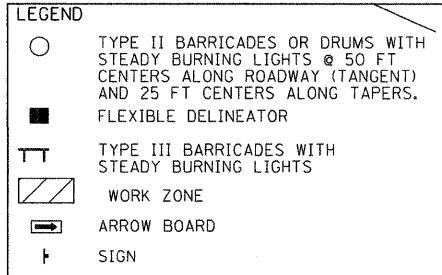 LEGEND
TYPE II BARRICADES OR DRUMS WITH
STEADY BURNING LIGHTS @ 50 FT
CENTERS ALONG ROADWAY (TANGENT)
AND 25 FT CENTERS ALONG TAPERS.
FLEXIBLE DELINEATOR
TYPE III BARRICADES WITH
STEADY BURNING LIGHTS
WORK ZONE
ARROW BOARD
SIGN